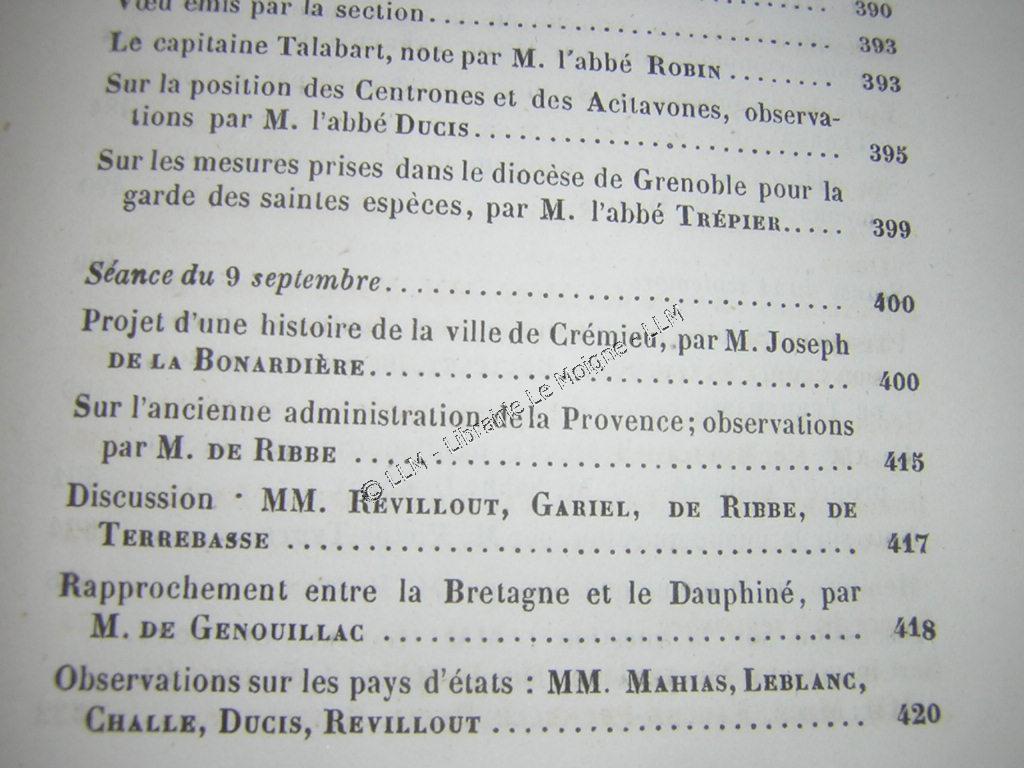 Vœu émis par la section........ 390
........ 393
Le capitaine Talabart, note par M. l'abbé ROBIN........ 393
Sur la position des Centrones et des Acitavones, observa-
tions par M. l'abbé DUCIS........ 395
Sur les mesures prises dans le diocèse de Grenoble pour la
garde des saintes espèces, par M. l'abbé TRÉPIER..... 399
Séance du 9 septembre........ 400
Projet d'une histoire de la ville de Crémieu, par M. Joseph
DE LA BONARDIÈRE........ 400
Sur l'ancienne administration de la Provence; observations
par M. DE RIBBE ........ 415
Discussion · MM. REVILLOUT, GARIEL, DE RIBBE, DE
TERREBASSE ........ 417
Rapprochement entre la Bretagne et le Dauphiné, par
M. DE GENOUILLAC ........ 418
Observations sur les pays d'états : MM. MAHIAS, LEBLANC,
CHALLE, DUCIS, REVILLOUT ........ 420
© LLM - Librairie Le Moigne - LLM